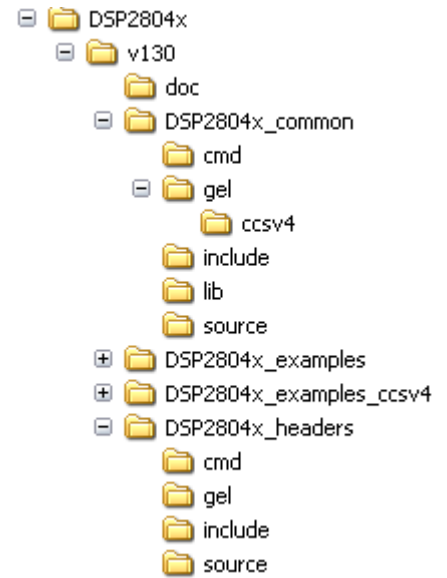 DSP2804x
v130
doc
DSP2804x_common
cmd
gel
ccsv4
include
lib
source
DSP2804x_examples
DSP2804x_examples_ccsv4
DSP2804x_headers
cmd
gel
include
source